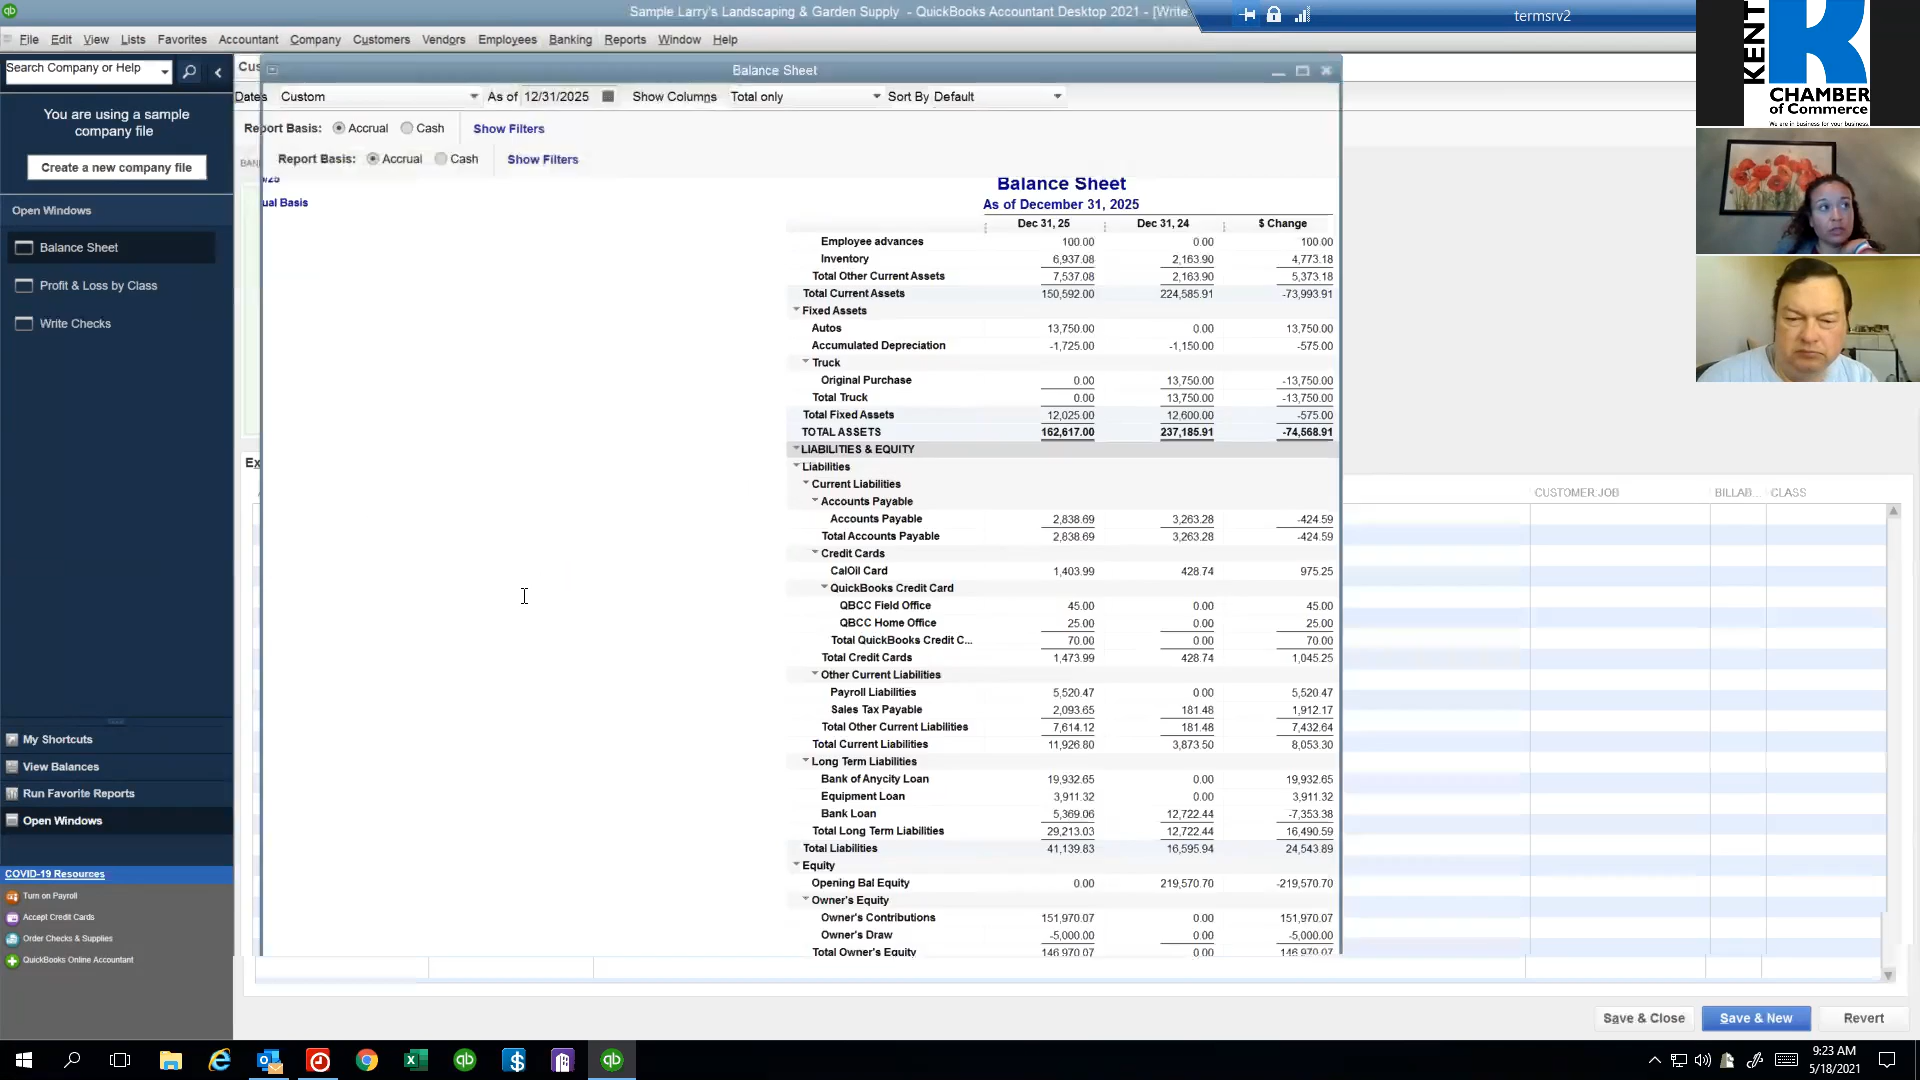 Sample Larry's Landscaping & Garden Supply - QuickBooks Accountant Desktop 2021 - [Write
termsrv2
File Edit View Lists Favorites Accountant Company Customers Vendors Employees Banking Reports Window Help
Search Company or Help
You are using a sample
company file
Create a new company file
Open Windows
Balance Sheet
Profit & Loss by Class
Write Checks
My Shortcuts
View Balances
Run Favorite Reports
Open Windows
COVID-19 Resources
Turn on Payroll
Accept Credit Cards
Order Checks & Supplies
QuickBooks Online Accountant
Cus
Balance Sheet
Dates Custom As of 12/31/2025 Show Columns Total only Sort By Default
Report Basis: Accrual Cash Show Filters
Report Basis: Accrual Cash Show Filters
BAN
ual Basis
Ex
Balance Sheet
As of December 31, 2025
Dec 31, 25 Dec 31, 24 $ Change
Employee advances 100.00 0.00 100.00
Inventory 6,937.08 2,163.90 4,773.18
Total Other Current Assets 7,537.08 2,163.90 5,373.18
Total Current Assets 150,592.00 224,585.91 -73,993.91
Fixed Assets
Autos 13,750.00 0.00 13,750.00
Accumulated Depreciation -1,725.00 -1,150.00 -575.00
Truck
Original Purchase 0.00 13,750.00 -13,750.00
Total Truck 0.00 13,750.00 -13,750.00
Total Fixed Assets 12,025.00 12,600.00 -575.00
TOTAL ASSETS 162,617.00 237,185.91 -74,568.91
LIABILITIES & EQUITY
Liabilities
Current Liabilities
Accounts Payable
Accounts Payable 2,838.69 3,263.28 -424.59
Total Accounts Payable 2,838.69 3,263.28 -424.59
Credit Cards
CalOil Card 1,403.99 428.74 975.25
QuickBooks Credit Card
QBCC Field Office 45.00 0.00 45.00
QBCC Home Office 25.00 0.00 25.00
Total QuickBooks Credit C... 70.00 0.00 70.00
Total Credit Cards 1,473.99 428.74 1,045.25
Other Current Liabilities
Payroll Liabilities 5,520.47 0.00 5,520.47
Sales Tax Payable 2,093.65 181.48 1,912.17
Total Other Current Liabilities 7,614.12 181.48 7,432.64
Total Current Liabilities 11,926.80 3,873.50 8,053.30
Long Term Liabilities
Bank of Anycity Loan 19,932.65 0.00 19,932.65
Equipment Loan 3,911.32 0.00 3,911.32
Bank Loan 5,369.06 12,722.44 -7,353.38
Total Long Term Liabilities 29,213.03 12,722.44 16,490.59
Total Liabilities 41,139.83 16,595.94 24,543.89
Equity
Opening Bal Equity 0.00 219,570.70 -219,570.70
Owner's Equity
Owner's Contributions 151,970.07 0.00 151,970.07
Owner's Draw -5,000.00 0.00 -5,000.00
Total Owner's Equity 146,970.07 0.00 146,970.07
CUSTOMER:JOB BILLAB... CLASS
Save & Close Save & New Revert
KENT
CHAMBER
of Commerce
We are in business for your business.
9:23 AM
5/18/2021